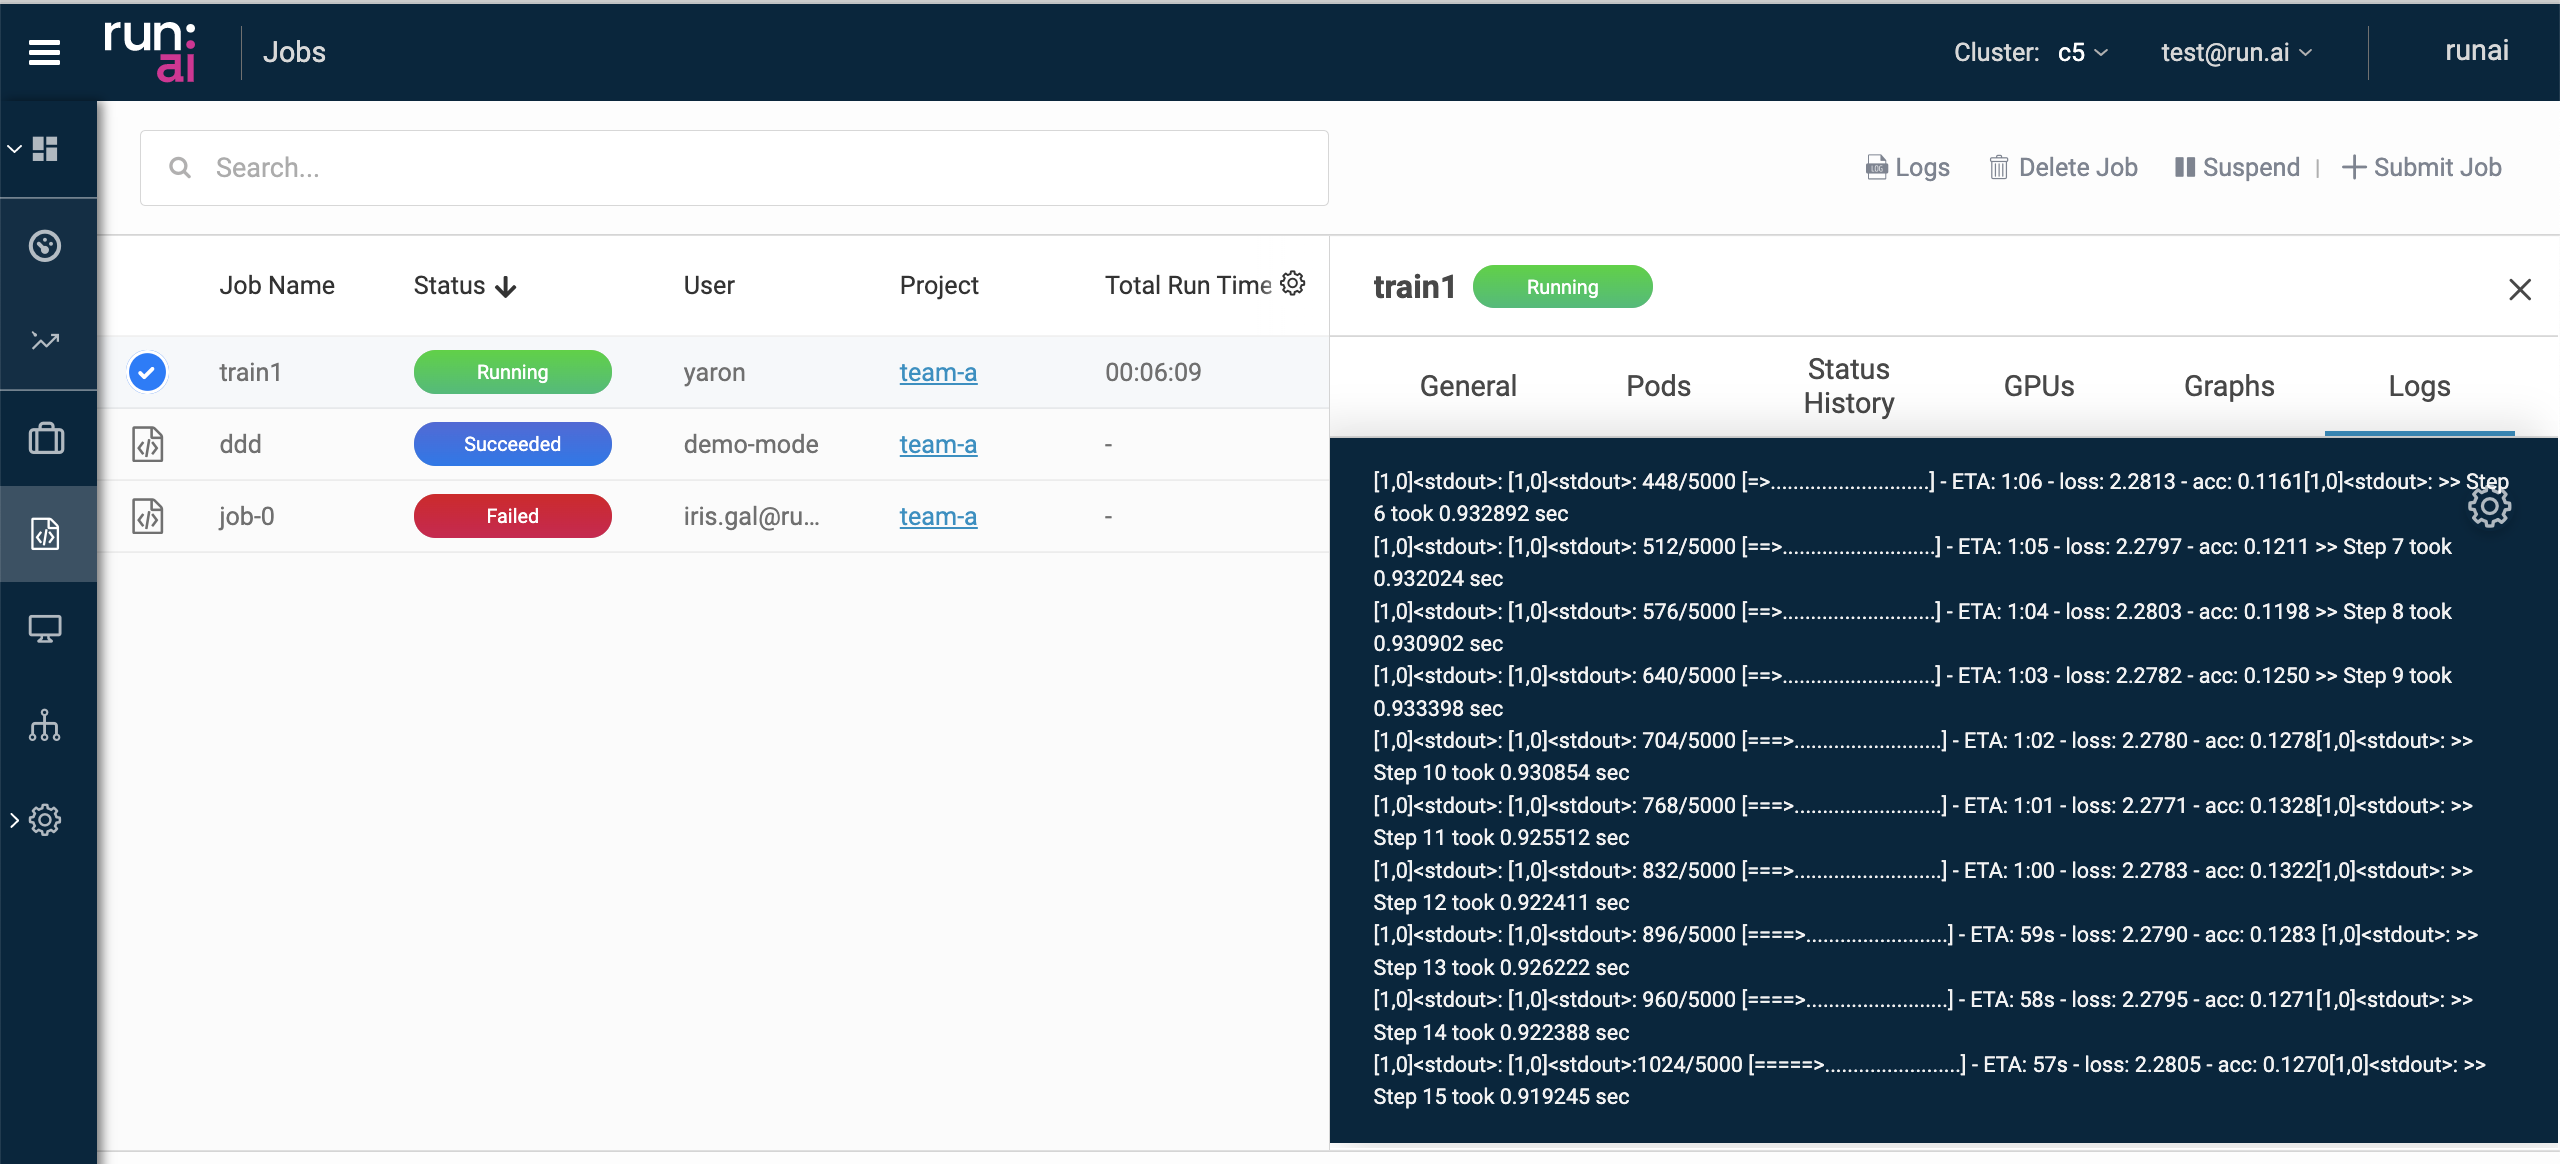 run:
ai
Jobs
Cluster: c5
test@run.ai
runai
Search...
LOG Logs
Delete Job
Suspend
|
Submit Job
Job Name
Status
User
Project
Total Run Time
train1
Running
yaron
team-a
00:06:09
ddd
Succeeded
demo-mode
team-a
-
job-0
Failed
iris.gal@ru...
team-a
-
train1
Running
General
Pods
Status
History
GPUs
Graphs
Logs
[1,0]<stdout>: [1,0]<stdout>: 448/5000 [=>............................] - ETA: 1:06 - loss: 2.2813 - acc: 0.1161[1,0]<stdout>: >> Step
6 took 0.932892 sec
[1,0]<stdout>: [1,0]<stdout>: 512/5000 [==>...........................] - ETA: 1:05 - loss: 2.2797 - acc: 0.1211 >> Step 7 took
0.932024 sec
[1,0]<stdout>: [1,0]<stdout>: 576/5000 [==>...........................] - ETA: 1:04 - loss: 2.2803 - acc: 0.1198 >> Step 8 took
0.930902 sec
[1,0]<stdout>: [1,0]<stdout>: 640/5000 [==>...........................] - ETA: 1:03 - loss: 2.2782 - acc: 0.1250 >> Step 9 took
0.933398 sec
[1,0]<stdout>: [1,0]<stdout>: 704/5000 [===>..........................] - ETA: 1:02 - loss: 2.2780 - acc: 0.1278[1,0]<stdout>: >>
Step 10 took 0.930854 sec
[1,0]<stdout>: [1,0]<stdout>: 768/5000 [===>..........................] - ETA: 1:01 - loss: 2.2771 - acc: 0.1328[1,0]<stdout>: >>
Step 11 took 0.925512 sec
[1,0]<stdout>: [1,0]<stdout>: 832/5000 [===>..........................] - ETA: 1:00 - loss: 2.2783 - acc: 0.1322[1,0]<stdout>: >>
Step 12 took 0.922411 sec
[1,0]<stdout>: [1,0]<stdout>: 896/5000 [====>.........................] - ETA: 59s - loss: 2.2790 - acc: 0.1283 [1,0]<stdout>: >>
Step 13 took 0.926222 sec
[1,0]<stdout>: [1,0]<stdout>: 960/5000 [====>.........................] - ETA: 58s - loss: 2.2795 - acc: 0.1271[1,0]<stdout>: >>
Step 14 took 0.922388 sec
[1,0]<stdout>: [1,0]<stdout>:1024/5000 [=====>........................] - ETA: 57s - loss: 2.2805 - acc: 0.1270[1,0]<stdout>: >>
Step 15 took 0.919245 sec